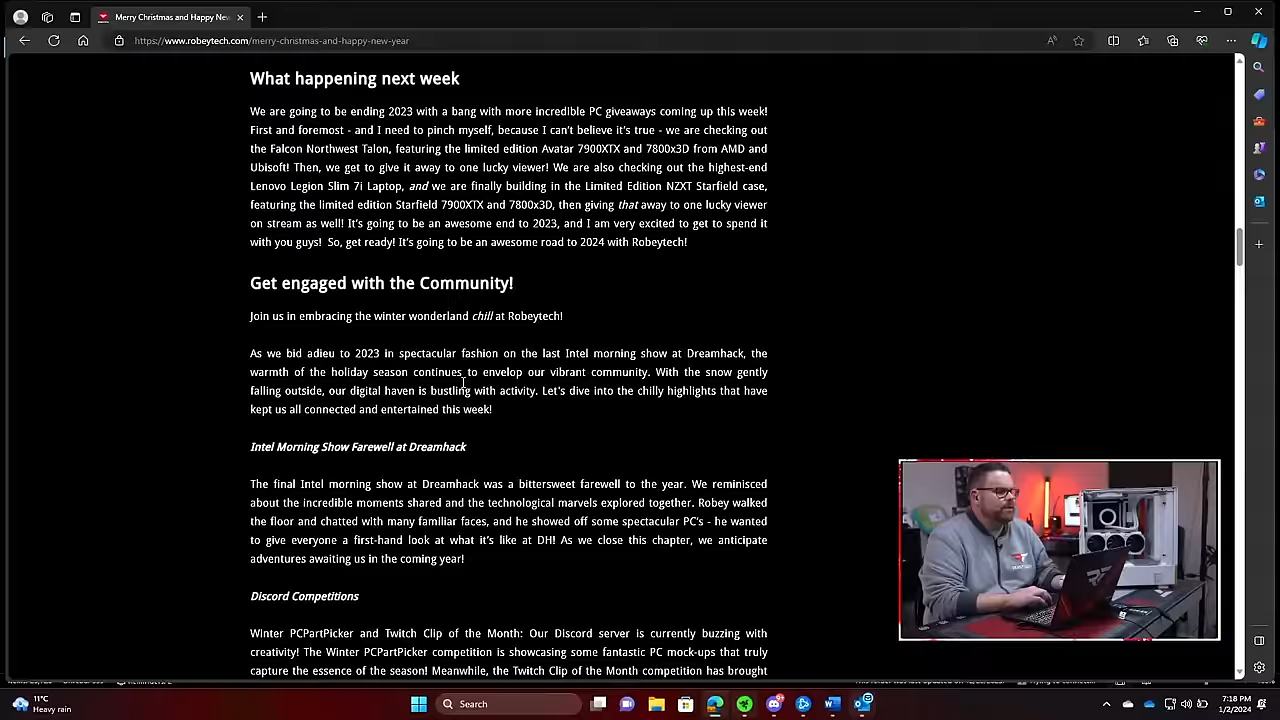 Merry Christmas and Happy New
https://www.robeytech.com/merry-christmas-and-happy-new-year
What happening next week
We are going to be ending 2023 with a bang with more incredible PC giveaways coming up this week!
First and foremost - and I need to pinch myself, because I can't believe it's true - we are checking out
the Falcon Northwest Talon, featuring the limited edition Avatar 7900XTX and 7800x3D from AMD and
Ubisoft! Then, we get to give it away to one lucky viewer! We are also checking out the highest-end
Lenovo Legion Slim 7i Laptop, and we are finally building in the Limited Edition NZXT Starfield case,
featuring the limited edition Starfield 7900XTX and 7800x3D, then giving that away to one lucky viewer
on stream as well! It's going to be an awesome end to 2023, and I am very excited to get to spend it
with you guys! So, get ready! It's going to be an awesome road to 2024 with Robeytech!
Get engaged with the Community!
Join us in embracing the winter wonderland chill at Robeytech!
As we bid adieu to 2023 in spectacular fashion on the last Intel morning show at Dreamhack, the
warmth of the holiday season continues to envelop our vibrant community. With the snow gently
falling outside, our digital haven is bustling with activity. Let's dive into the chilly highlights that have
kept us all connected and entertained this week!
Intel Morning Show Farewell at Dreamhack
The final Intel morning show at Dreamhack was a bittersweet farewell to the year. We reminisced
about the incredible moments shared and the technological marvels explored together. Robey walked
the floor and chatted with many familiar faces, and he showed off some spectacular PC's - he wanted
to give everyone a first-hand look at what it's like at DH! As we close this chapter, we anticipate
adventures awaiting us in the coming year!
Discord Competitions
Winter PCPartPicker and Twitch Clip of the Month: Our Discord server is currently buzzing with
creativity! The Winter PCPartPicker competition is showcasing some fantastic PC mock-ups that truly
capture the essence of the season! Meanwhile, the Twitch Clip of the Month competition has brought
11°C
Heavy rain
Search
7:18 PM
1/2/2024